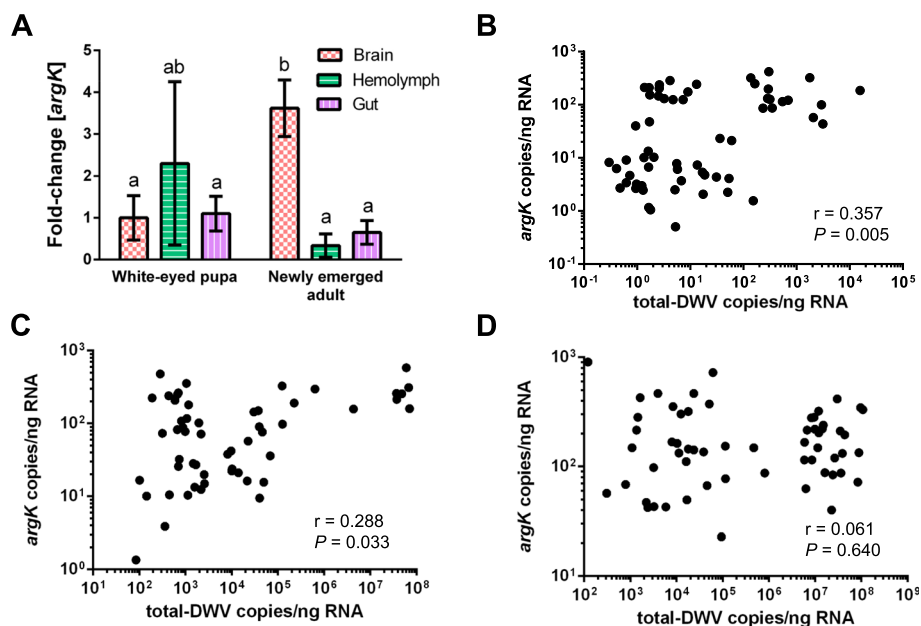 A
Fold-change [argK]
5
4
3
2
1
0
a
ab
a
b
a
a
Brain
Hemolymph
Gut
White-eyed pupa
Newly emerged
adult
B
argK copies/ng RNA
10³
10²
10¹
10⁰
10⁻¹
r = 0.357
P = 0.005
10⁻¹ 10⁰ 10¹ 10² 10³ 10⁴ 10⁵
total-DWV copies/ng RNA
C
argK copies/ng RNA
10³
10²
10¹
10⁰
r = 0.288
P = 0.033
10¹ 10² 10³ 10⁴ 10⁵ 10⁶ 10⁷ 10⁸
total-DWV copies/ng RNA
D
argK copies/ng RNA
10³
10²
10¹
r = 0.061
P = 0.640
10² 10³ 10⁴ 10⁵ 10⁶ 10⁷ 10⁸ 10⁹
total-DWV copies/ng RNA